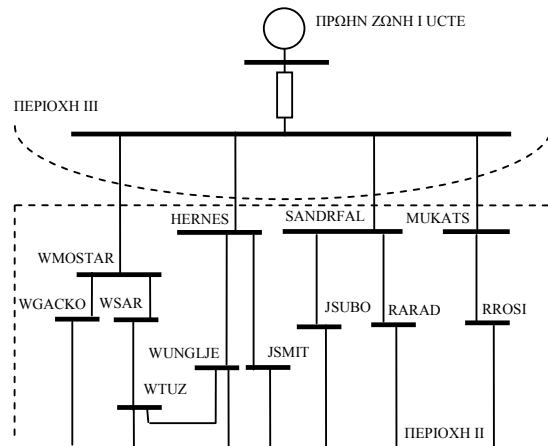 ΠΡΩΗΝ ΖΩΝΗ Ι UCTE
ΠΕΡΙΟΧΗ ΙΙΙ
HERNES
SANDRFAL
MUKATS
WMOSTAR
WGACKO
WSAR
JSUBO
RARAD
RROSI
WUNGLJE
JSMIT
WTUZ
ΠΕΡΙΟΧΗ ΙΙ